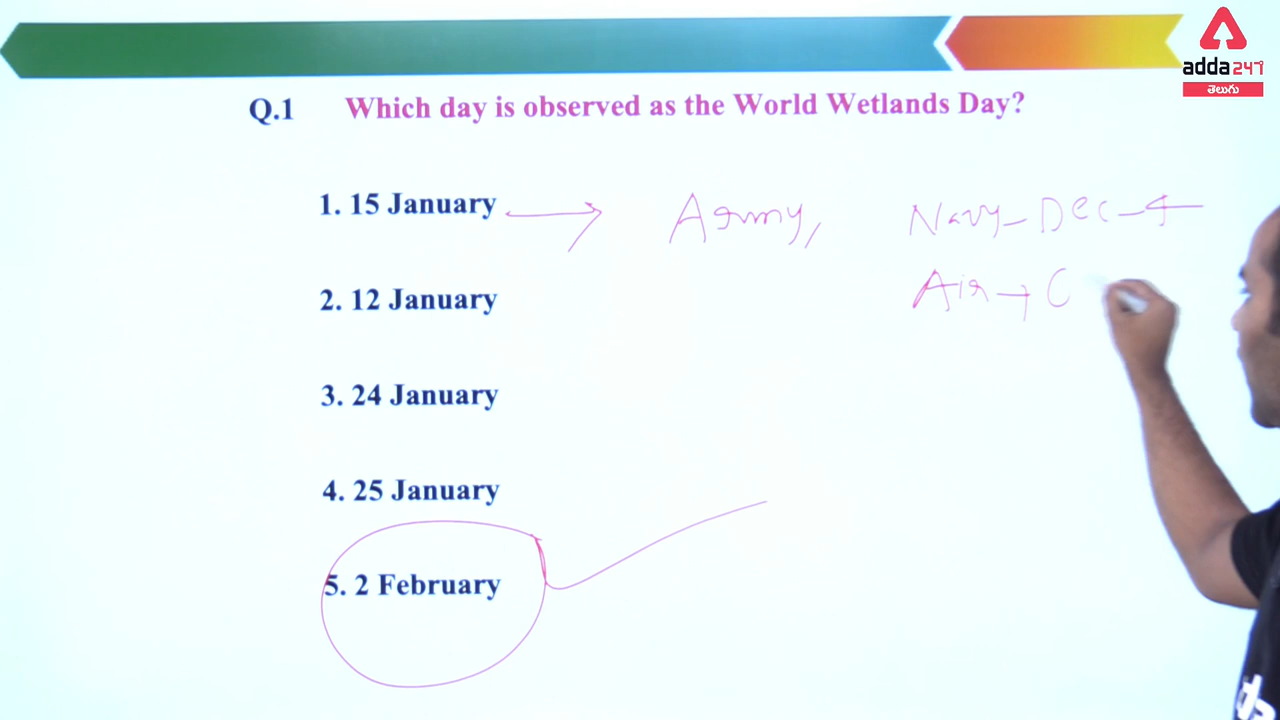 adda247
తెలుగు
Q.1 Which day is observed as the World Wetlands Day?
1. 15 January → Army, Navy - Dec - 4
2. 12 January Air →
3. 24 January
4. 25 January
5. 2 February